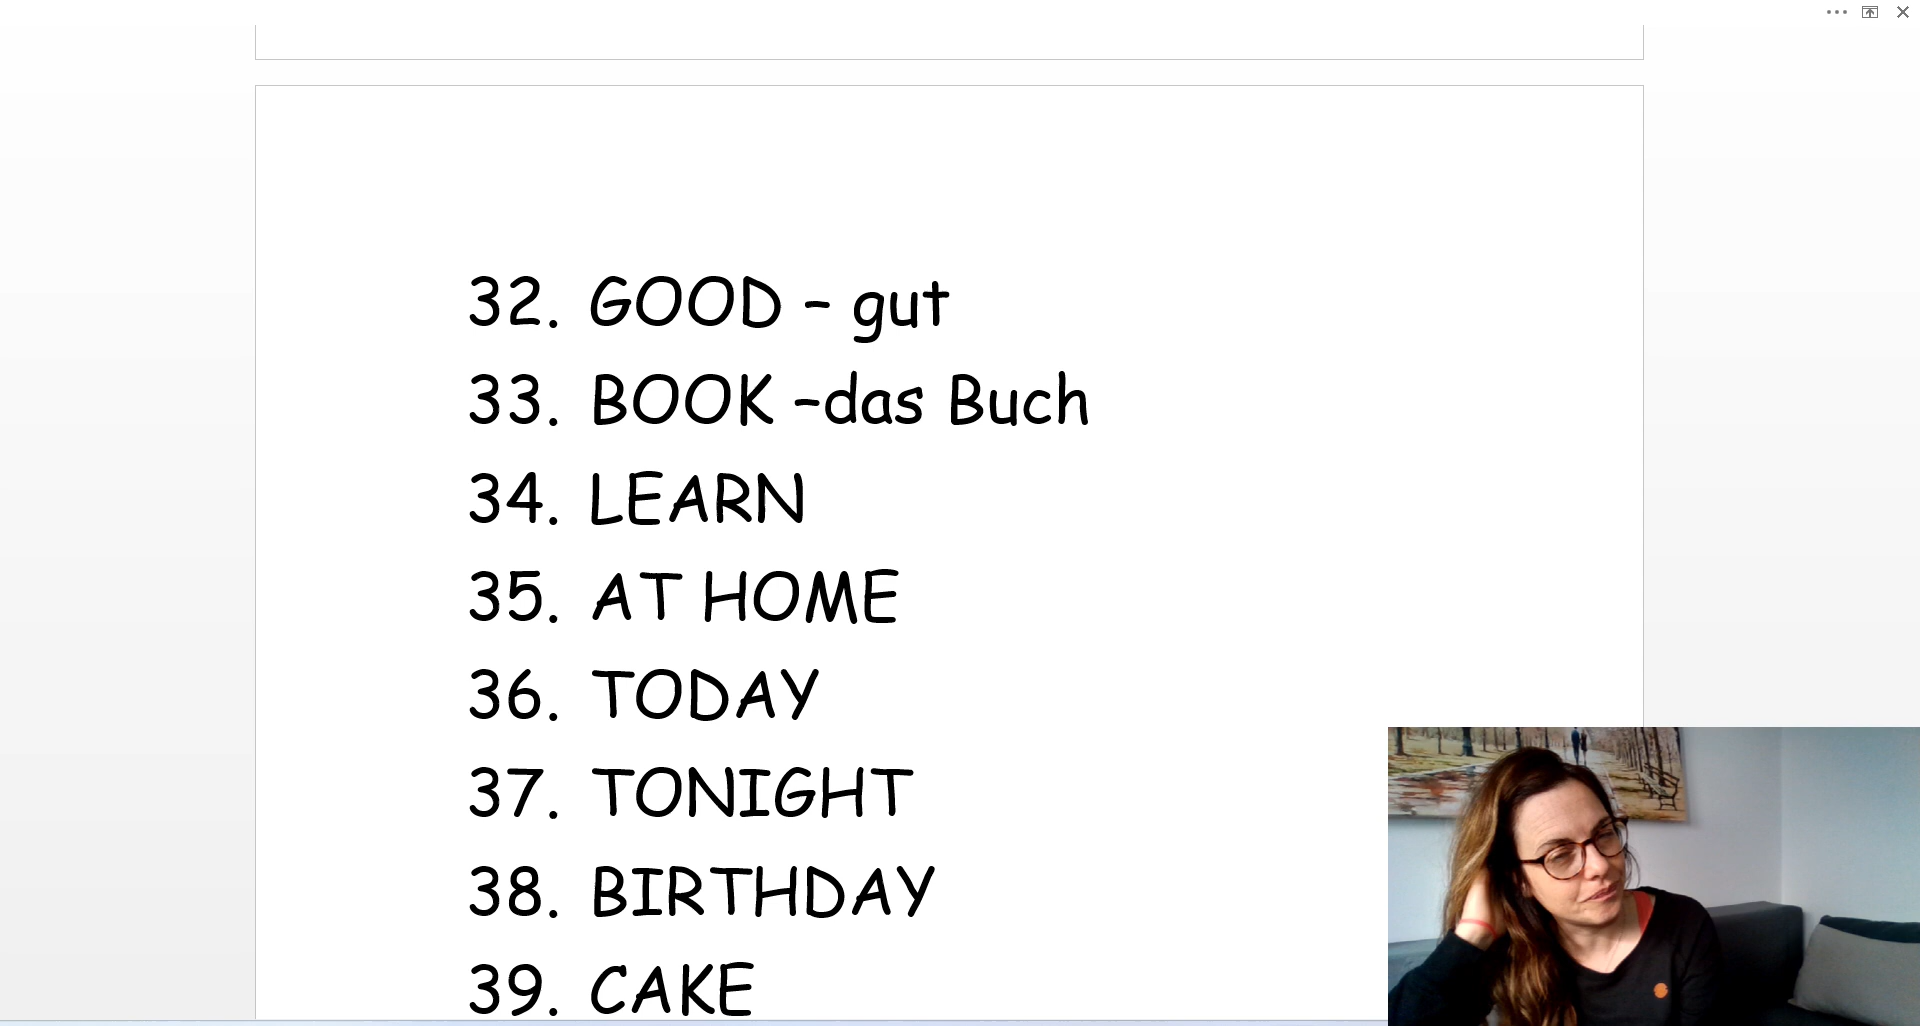 32. GOOD – gut
33. BOOK –das Buch
34. LEARN
35. AT HOME
36. TODAY
37. TONIGHT
38. BIRTHDAY
39. CAKE